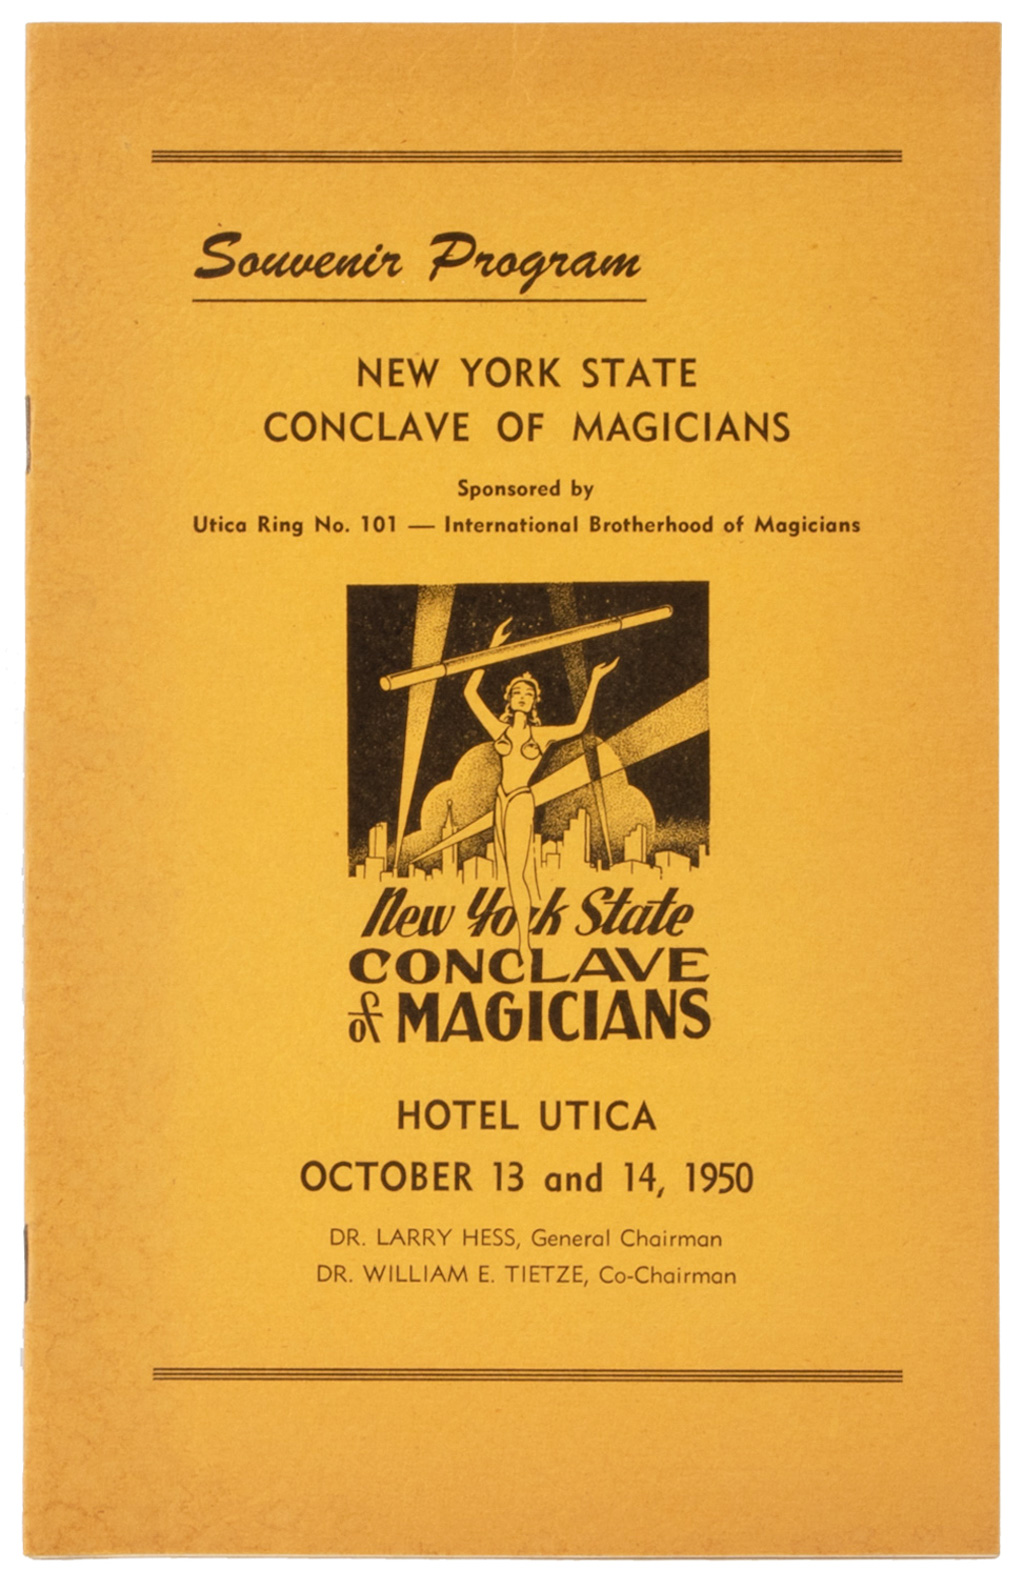 Souvenir Program
NEW YORK STATE
CONCLAVE OF MAGICIANS
Sponsored by
Utica Ring No. 101 — International Brotherhood of Magicians
New York State
CONCLAVE
of MAGICIANS
HOTEL UTICA
OCTOBER 13 and 14, 1950
DR. LARRY HESS, General Chairman
DR. WILLIAM E. TIETZE, Co-Chairman